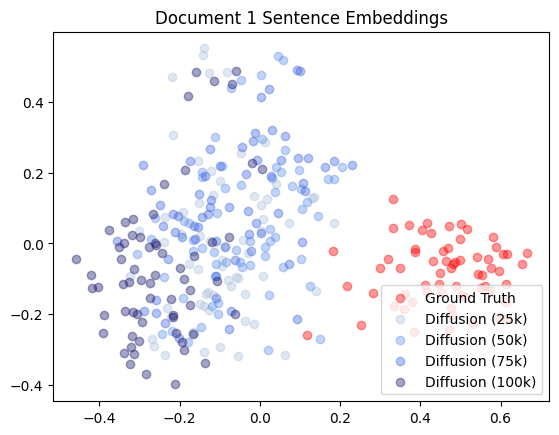 Document 1 Sentence Embeddings
0.4
0.2
0.0
−0.2
−0.4
Ground Truth
Diffusion (25k)
Diffusion (50k)
Diffusion (75k)
Diffusion (100k)
−0.4 −0.2 0.0 0.2 0.4 0.6